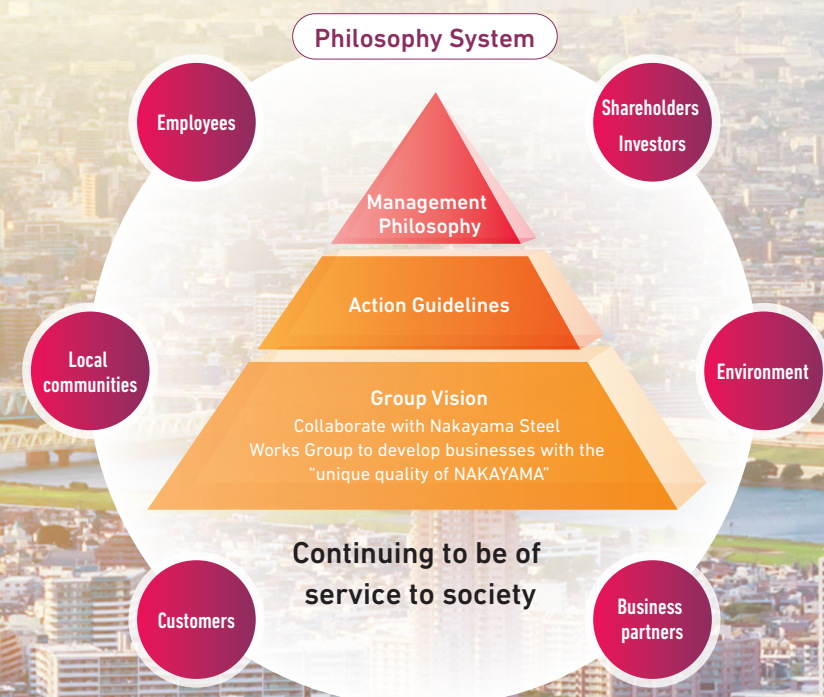 Philosophy System
Employees
Shareholders
Investors
Management
Philosophy
Action Guidelines
Local
communities
Environment
Group Vision
Collaborate with Nakayama Steel
Works Group to develop businesses with the
“unique quality of NAKAYAMA”
Continuing to be of
service to society
Customers
Business
partners